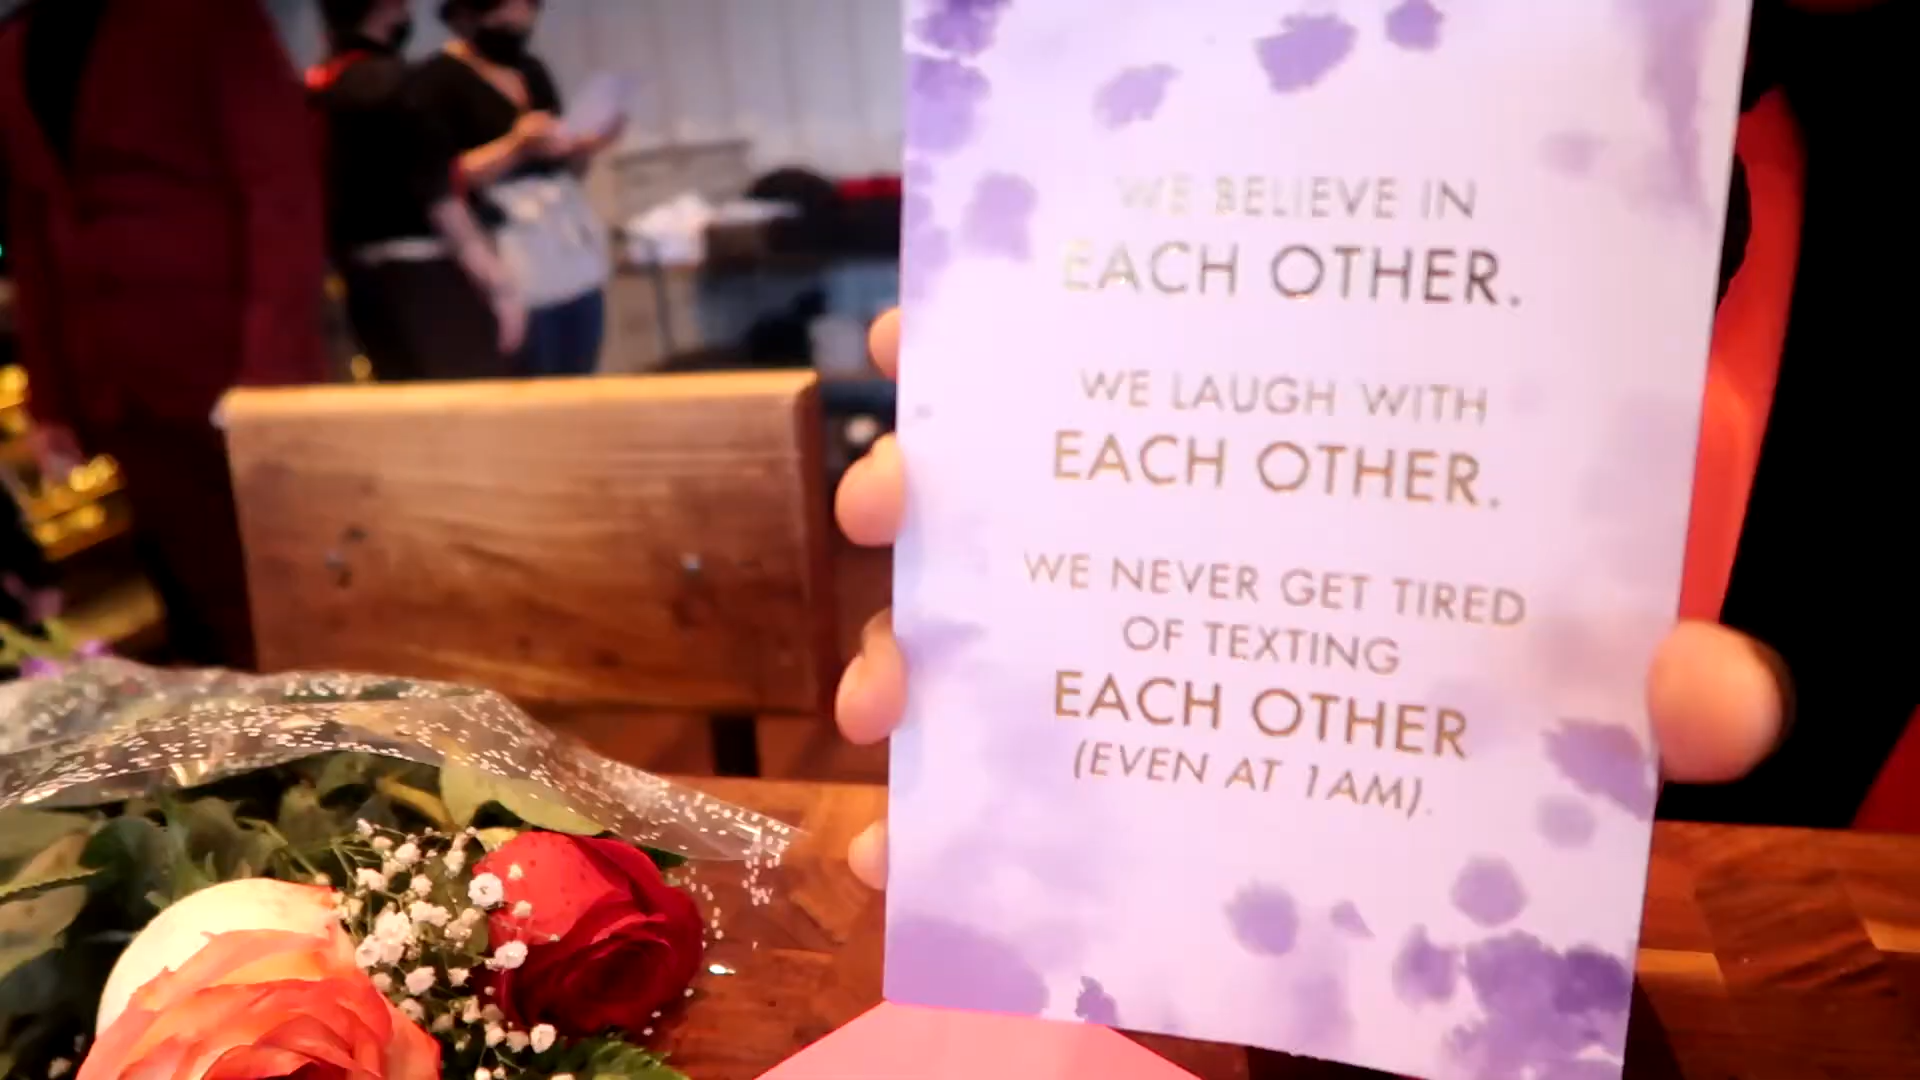 WE BELIEVE IN
EACH OTHER.
WE LAUGH WITH
EACH OTHER.
WE NEVER GET TIRED
OF TEXTING
EACH OTHER
(EVEN AT 1AM).